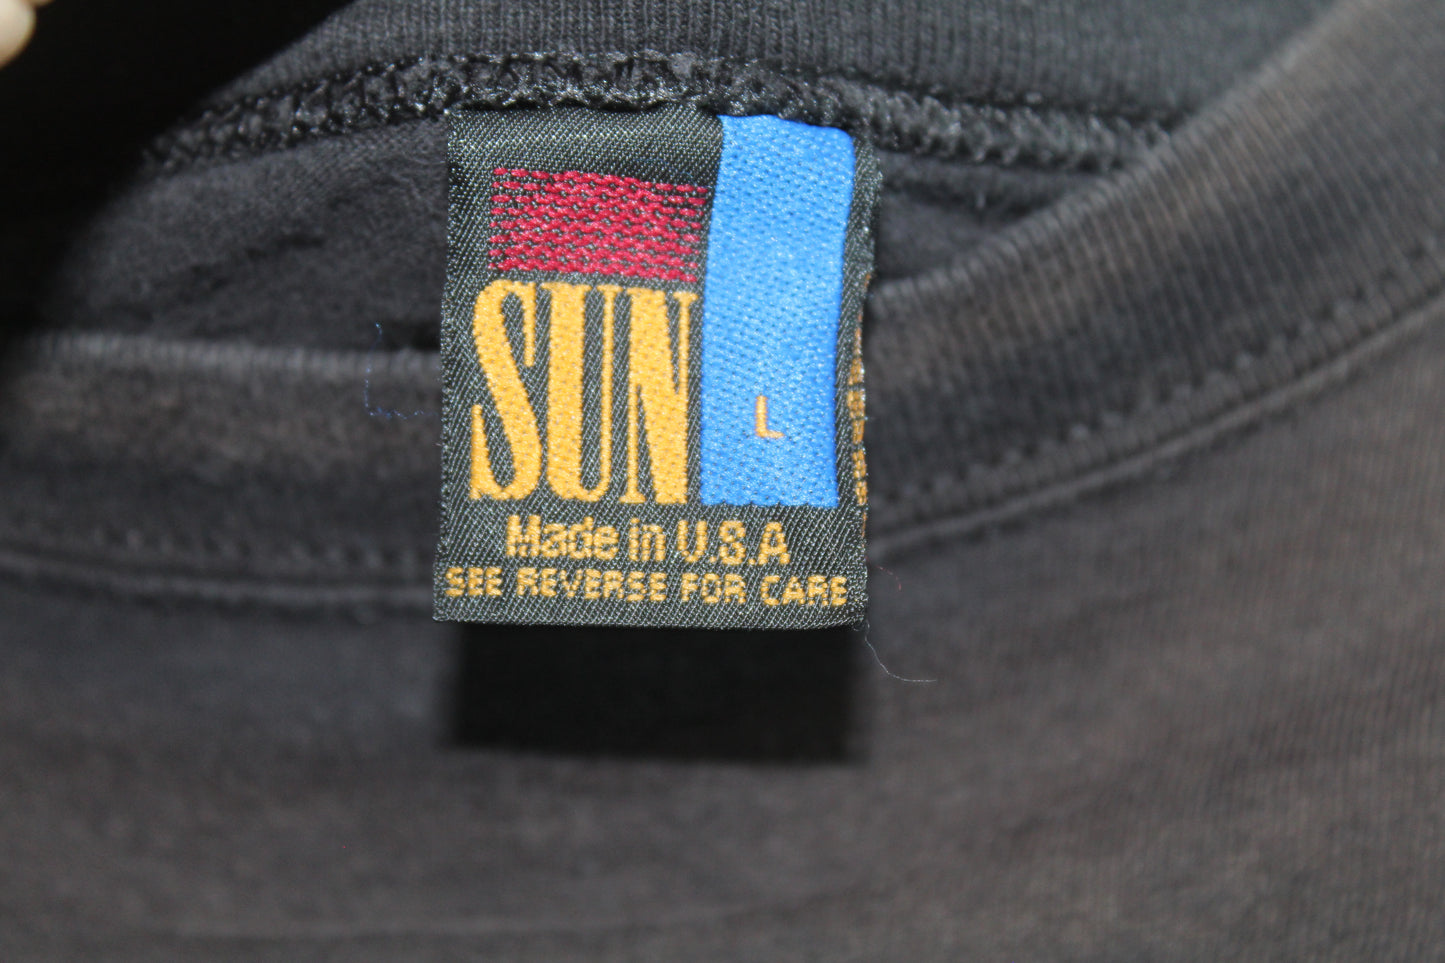 SUN
L
Made in U.S.A
SEE REVERSE FOR CARE